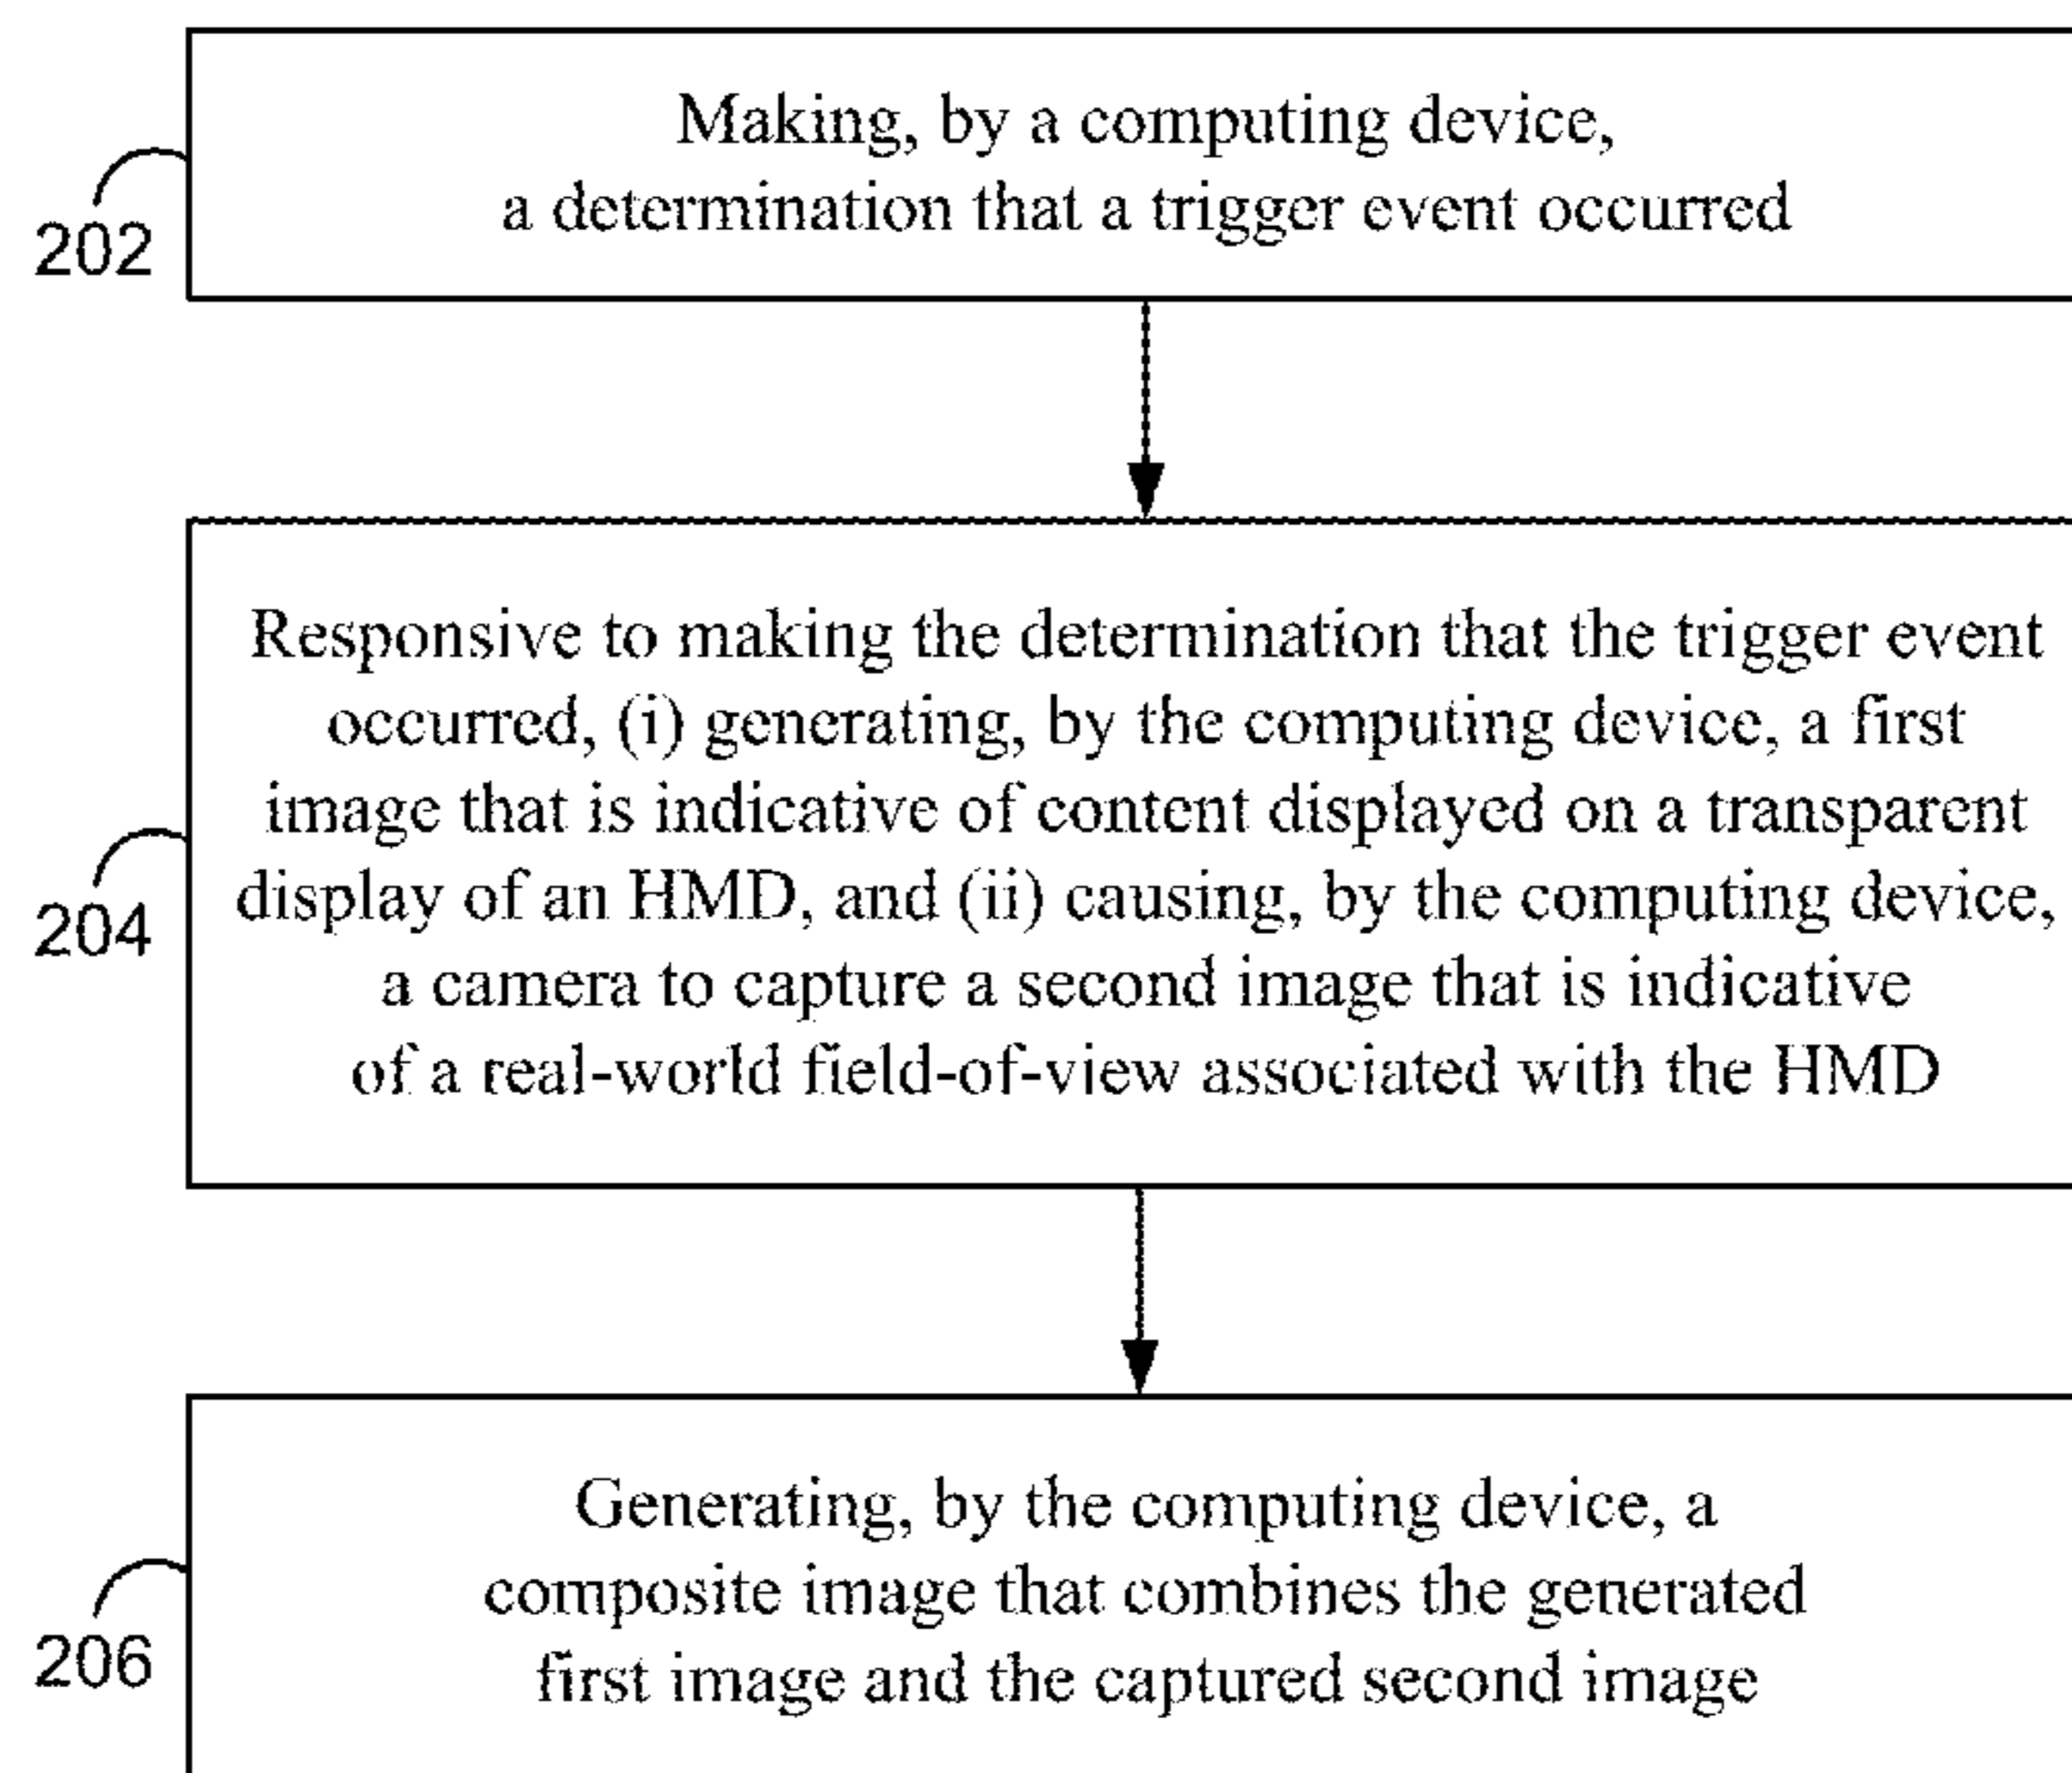 Making, by a computing device,
a determination that a trigger event occurred
202
Responsive to making the determination that the trigger event
occurred, (i) generating, by the computing device, a first
image that is indicative of content displayed on a transparent
display of an HMD, and (ii) causing, by the computing device,
a camera to capture a second image that is indicative
of a real-world field-of-view associated with the HMD
204
Generating, by the computing device, a
composite image that combines the generated
first image and the captured second image
206